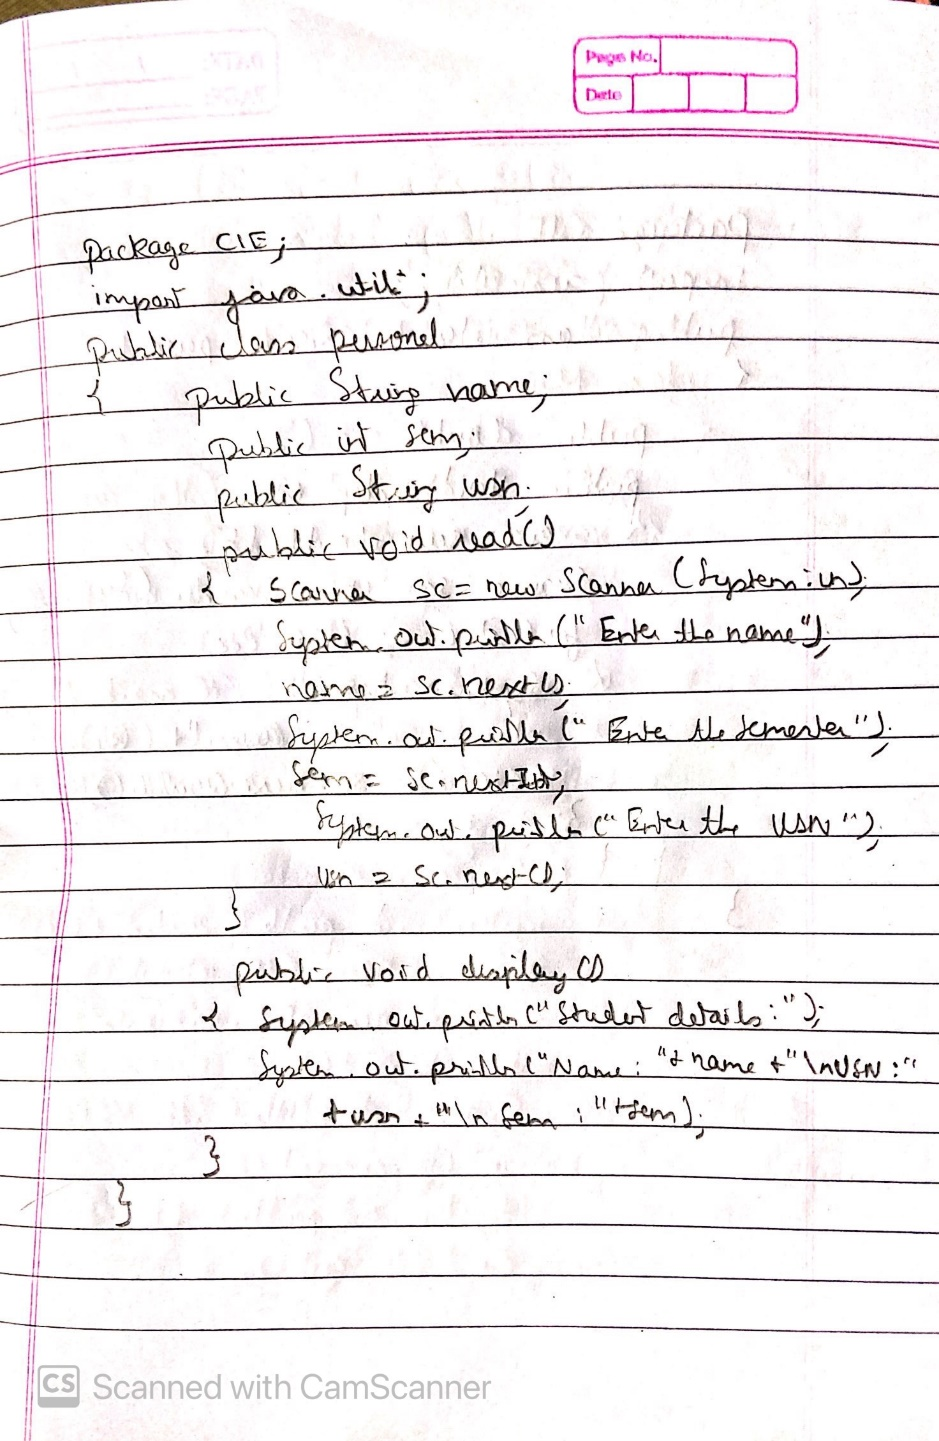 Page No.
Date
package CIE;
import java.util*;
public class personel
{ public String name;
public int sem;
public String usn;
public void read()
{ Scanner sc = new Scanner (System.in);
System.out.println (" Enter the name");
name = sc.next();
System.out.println (" Enter the semester");
sem = sc.nextInt;
System.out.println (" Enter the USN ");
usn = sc.next();
}
public void display ()
{ System.out.println ("Student details:");
System.out.println ("Name: "+ name +"\nUSN:"
+usn+"\n Sem : "+sem);
}
}
CS Scanned with CamScanner